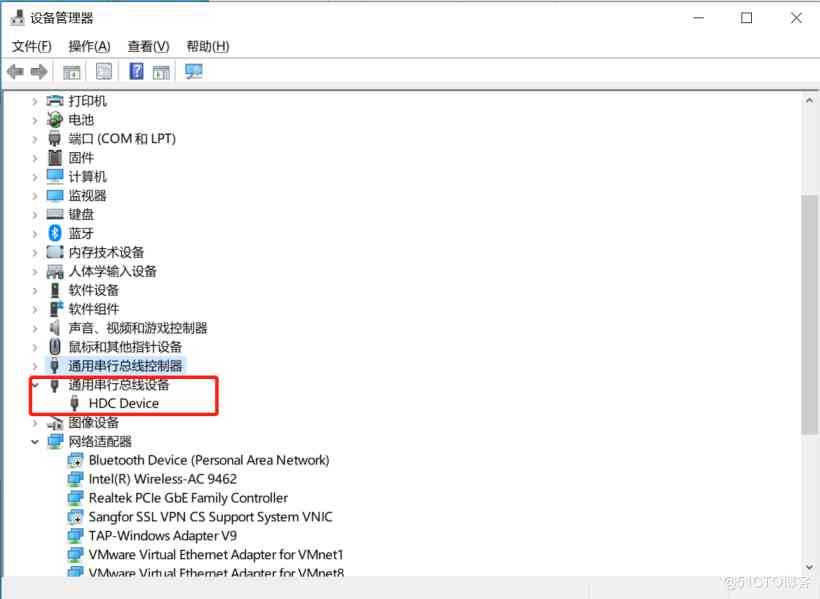 设备管理器
文件(F) 操作(A) 查看(V) 帮助(H)
打印机
电池
端口 (COM 和 LPT)
固件
计算机
监视器
键盘
蓝牙
内存技术设备
人体学输入设备
软件设备
软件组件
声音、视频和游戏控制器
鼠标和其他指针设备
通用串行总线控制器
通用串行总线设备
HDC Device
图像设备
网络适配器
Bluetooth Device (Personal Area Network)
Intel(R) Wireless-AC 9462
Realtek PCIe GbE Family Controller
Sangfor SSL VPN CS Support System VNIC
TAP-Windows Adapter V9
VMware Virtual Ethernet Adapter for VMnet1
VMware Virtual Ethernet Adapter for VMnet8
@51CTO博客